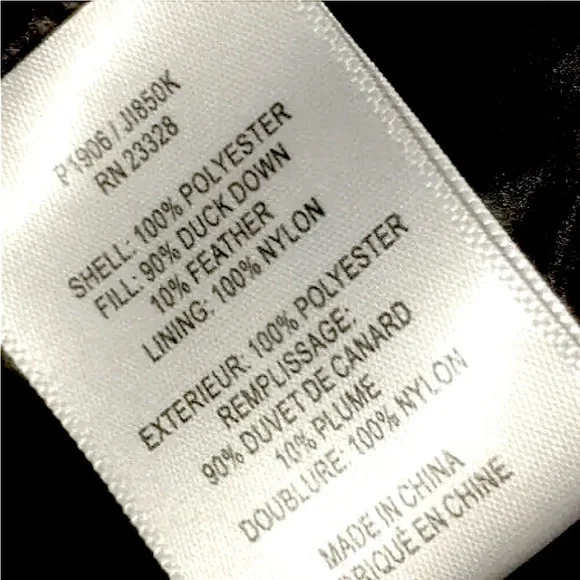 P1906 / JI850K
RN 23328
SHELL: 100% POLYESTER
FILL: 90% DUCK DOWN
10% FEATHER
LINING: 100% NYLON
EXTERIEUR: 100% POLYESTER
REMPLISSAGE:
90% DUVET DE CANARD
10% PLUME
DOUBLURE: 100% NYLON
MADE IN CHINA
EN CHINE